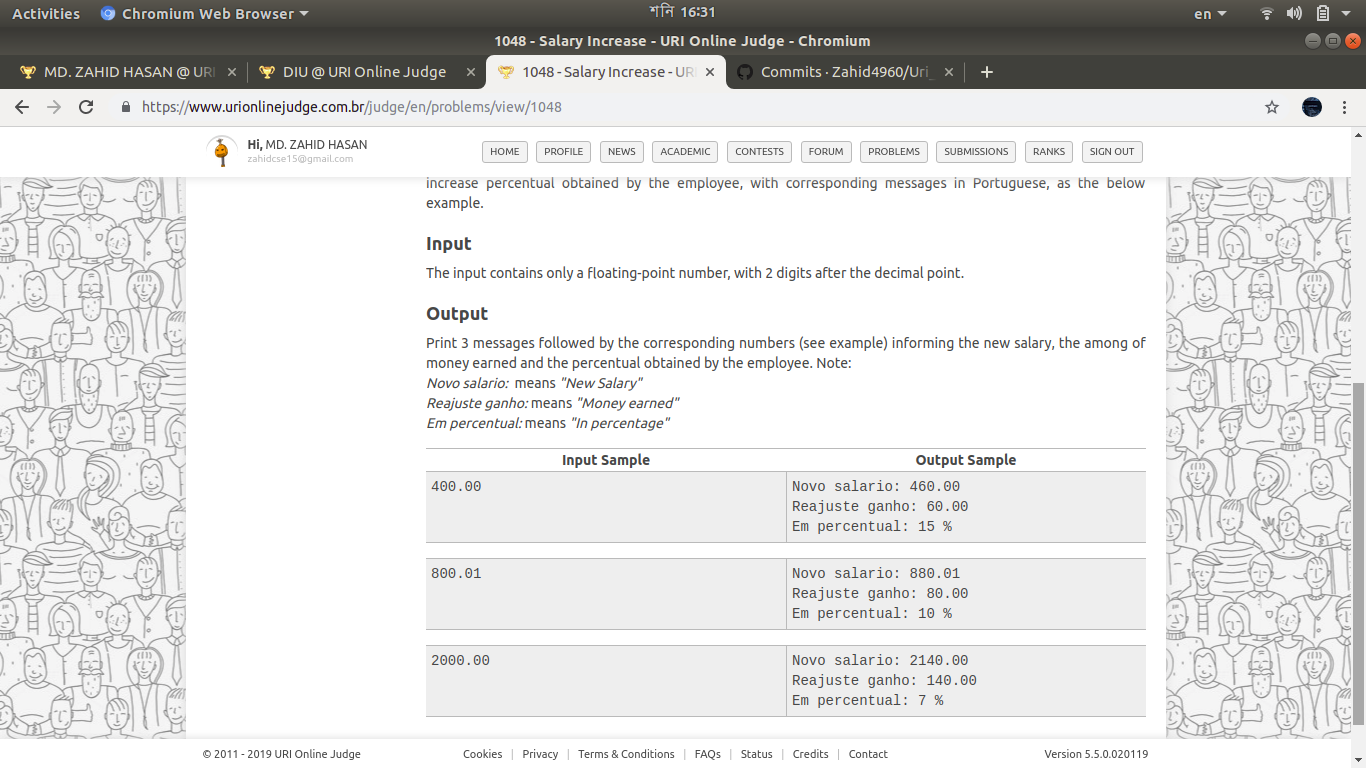 Activities Chromium Web Browser শনি 16:31 en
1048 - Salary Increase - URI Online Judge - Chromium
MD. ZAHID HASAN @ URI DIU @ URI Online Judge 1048 - Salary Increase - URI Commits · Zahid4960/Uri_
https://www.urionlinejudge.com.br/judge/en/problems/view/1048
Hi, MD. ZAHID HASAN
zahidcse15@gmail.com
HOME PROFILE NEWS ACADEMIC CONTESTS FORUM PROBLEMS SUBMISSIONS RANKS SIGN OUT
increase percentual obtained by the employee, with corresponding messages in Portuguese, as the below
example.
Input
The input contains only a floating-point number, with 2 digits after the decimal point.
Output
Print 3 messages followed by the corresponding numbers (see example) informing the new salary, the among of
money earned and the percentual obtained by the employee. Note:
Novo salario: means "New Salary"
Reajuste ganho: means "Money earned"
Em percentual: means "In percentage"
Input Sample Output Sample
400.00 Novo salario: 460.00
Reajuste ganho: 60.00
Em percentual: 15 %
800.01 Novo salario: 880.01
Reajuste ganho: 80.00
Em percentual: 10 %
2000.00 Novo salario: 2140.00
Reajuste ganho: 140.00
Em percentual: 7 %
© 2011 - 2019 URI Online Judge Cookies | Privacy | Terms & Conditions | FAQs | Status | Credits | Contact Version 5.5.0.020119